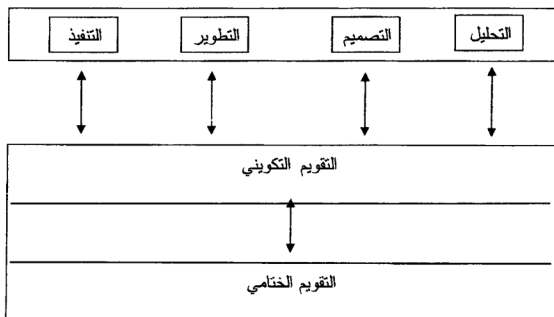 التحليل التصميم التطوير التنفيذ
التقويم التكويني
التقويم الختامي